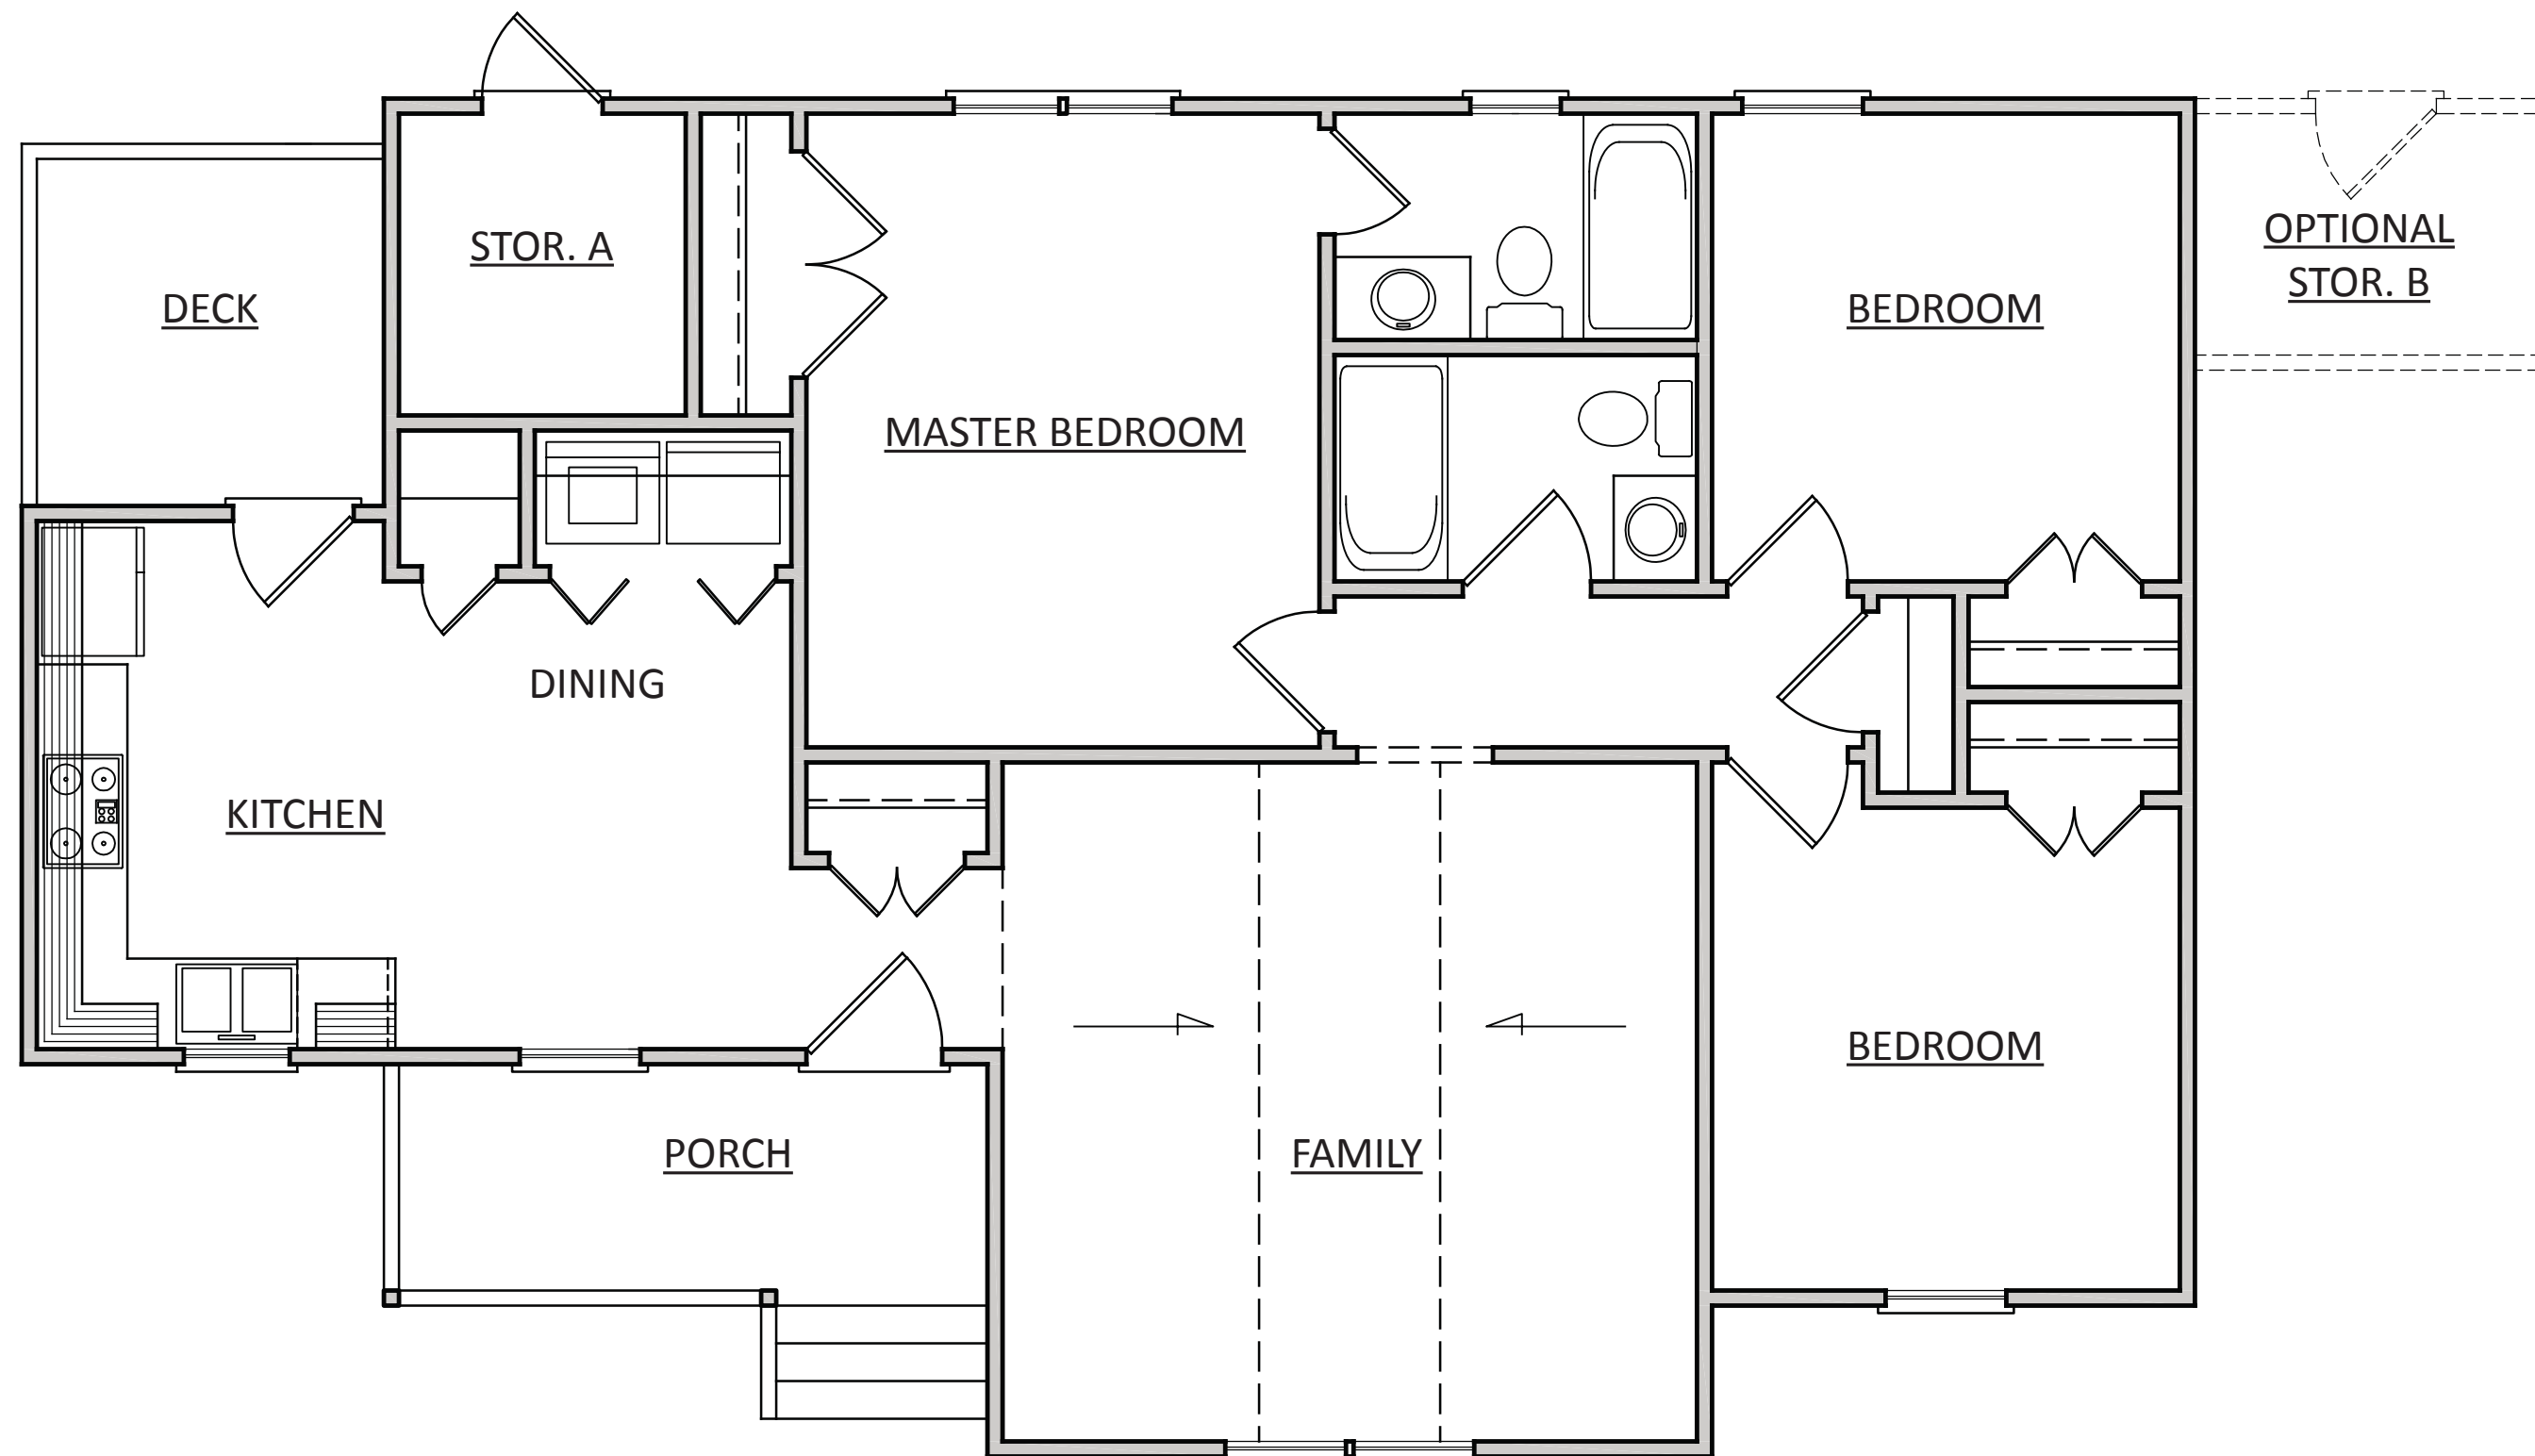 OPTIONAL
STOR. B
STOR. A
DECK
BEDROOM
MASTER BEDROOM
DINING
KITCHEN
BEDROOM
PORCH
FAMILY